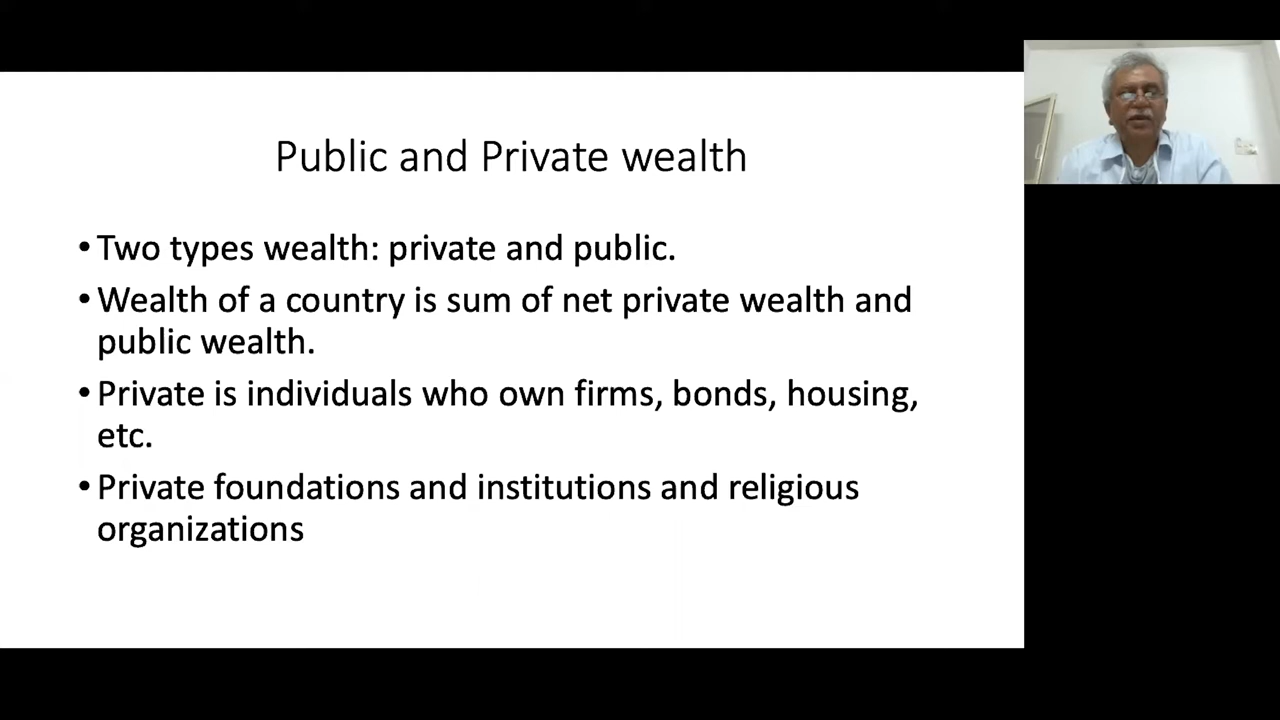 Public and Private wealth
•Two types wealth: private and public.
•Wealth of a country is sum of net private wealth and
public wealth.
•Private is individuals who own firms, bonds, housing,
etc.
•Private foundations and institutions and religious
organizations